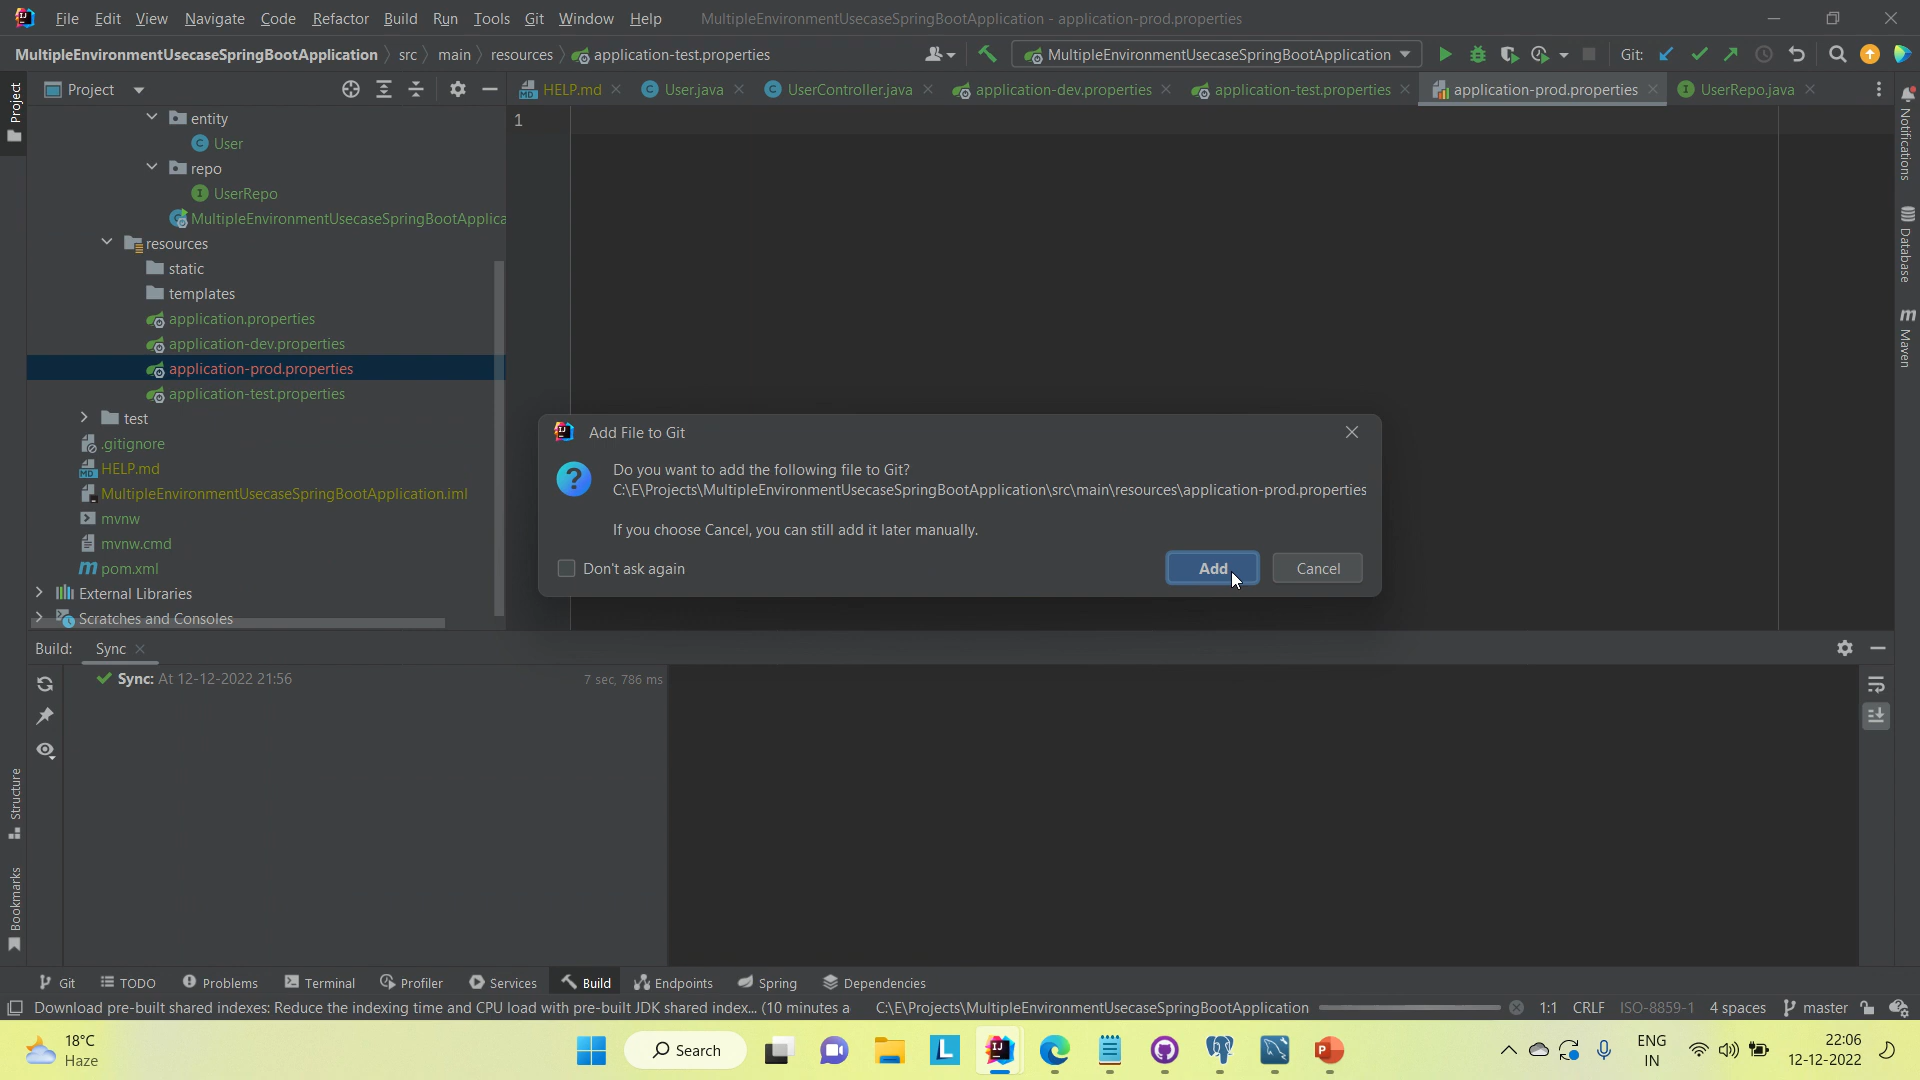 File Edit View Navigate Code Refactor Build Run Tools Git Window Help MultipleEnvironmentUsecaseSpringBootApplication - application-prod.properties
MultipleEnvironmentUsecaseSpringBootApplication src main resources application-test.properties MultipleEnvironmentUsecaseSpringBootApplication Git:
Project HELP.md User.java UserController.java application-dev.properties application-test.properties application-prod.properties UserRepo.java
Project
Notifications
Database
Maven
1
entity
User
repo
UserRepo
MultipleEnvironmentUsecaseSpringBootApplica
resources
static
templates
application.properties
application-dev.properties
application-prod.properties
application-test.properties
test
.gitignore
HELP.md
MultipleEnvironmentUsecaseSpringBootApplication.iml
mvnw
mvnw.cmd
pom.xml
External Libraries
Scratches and Consoles
Add File to Git
Do you want to add the following file to Git?
C:\E\Projects\MultipleEnvironmentUsecaseSpringBootApplication\src\main\resources\application-prod.properties
If you choose Cancel, you can still add it later manually.
Don't ask again
Add
Cancel
Build: Sync
Sync: At 12-12-2022 21:56 7 sec, 786 ms
Structure
Bookmarks
Git TODO Problems Terminal Profiler Services Build Endpoints Spring Dependencies
Download pre-built shared indexes: Reduce the indexing time and CPU load with pre-built JDK shared index... (10 minutes a C:\E\Projects\MultipleEnvironmentUsecaseSpringBootApplication 1:1 CRLF ISO-8859-1 4 spaces master
18°C
Haze
Search
ENG
IN
22:06
12-12-2022